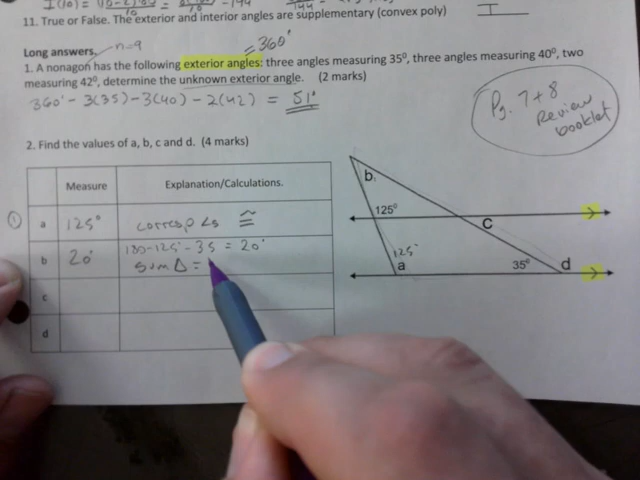 11. True or False. The exterior and interior angles are supplementary (convex poly) T
Long answers. n=9 = 360°
1. A nonagon has the following exterior angles: three angles measuring 35⁰, three angles measuring 40⁰, two
measuring 42⁰, determine the unknown exterior angle. (2 marks)
360° - 3(35) - 3(40) - 2(42) = 51°
Pg. 7+8
Review
booklet
2. Find the values of a, b, c and d. (4 marks)
Measure Explanation/Calculations.
① a 125° corresp ∠s ≅
b 20° 180-125°-35 = 20°
sum Δ =
c
d
b
125⁰
c
125°
a 35⁰ d